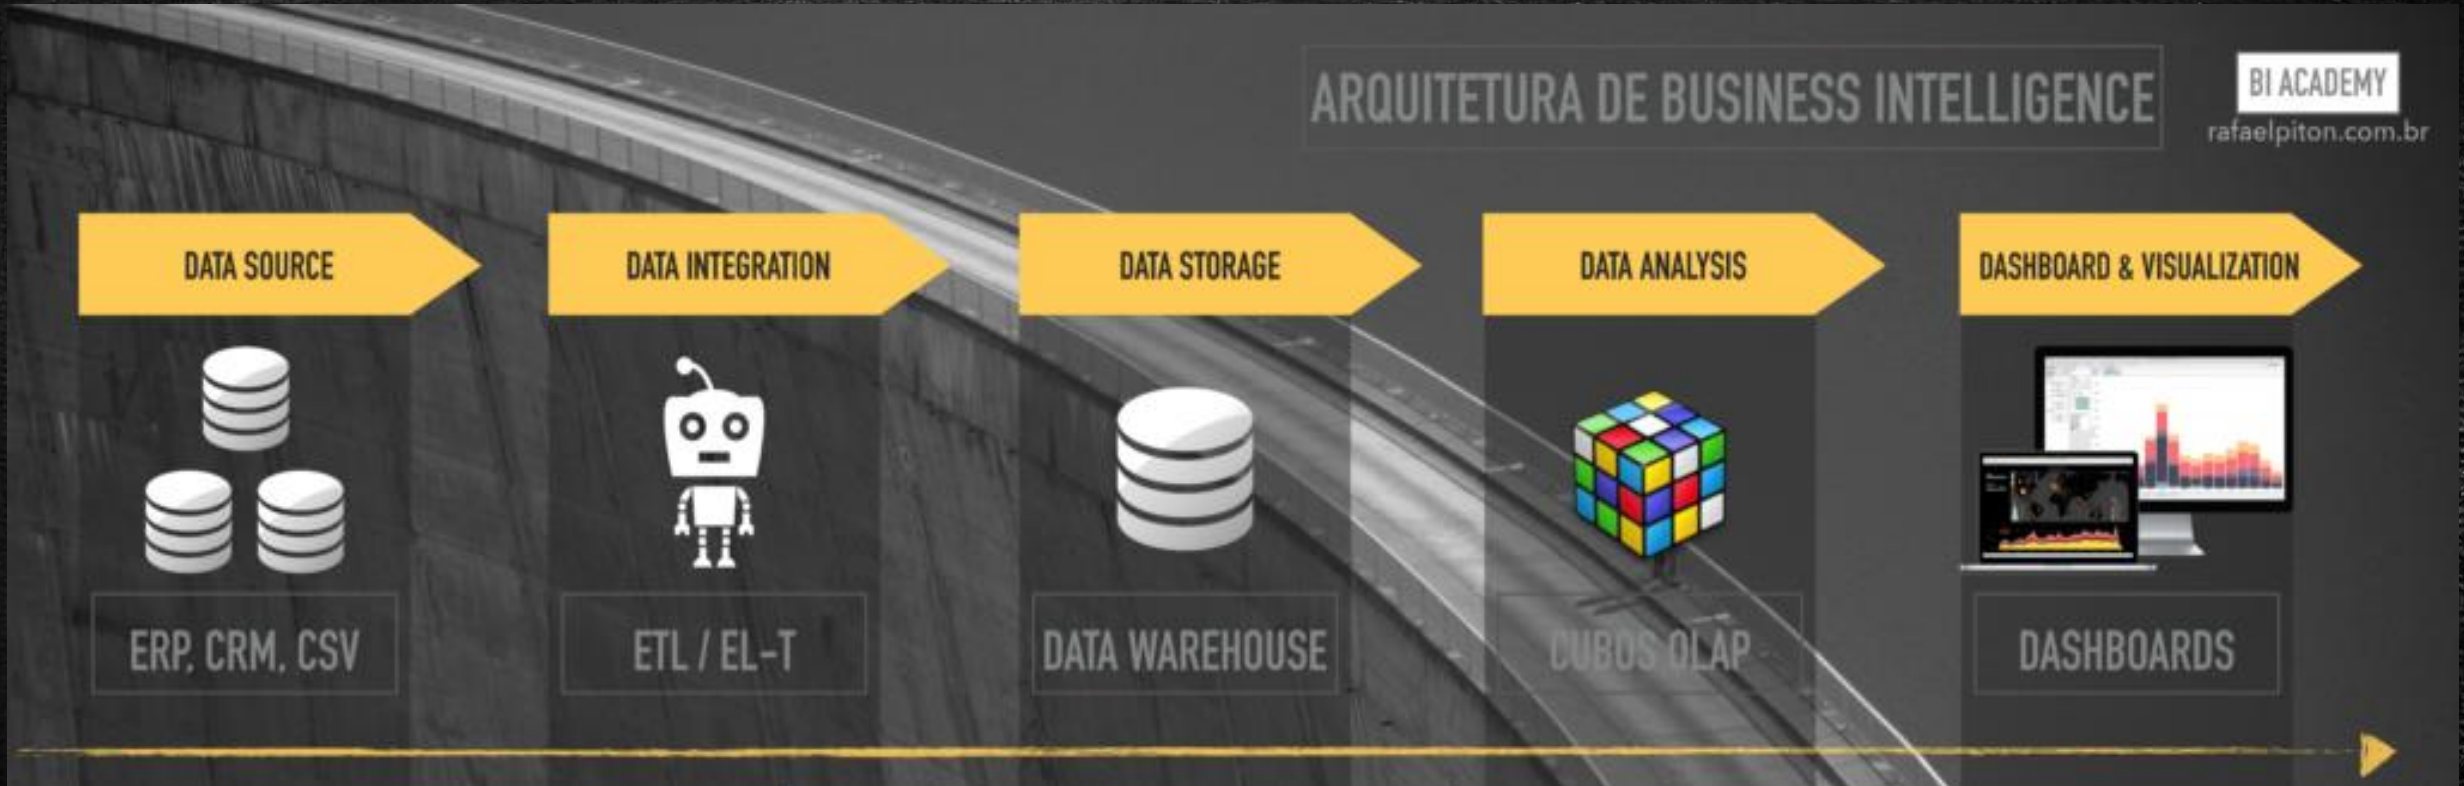 ARQUITETURA DE BUSINESS INTELLIGENCE
BI ACADEMY
rafaelpiton.com.br
DATA SOURCE
DATA INTEGRATION
DATA STORAGE
DATA ANALYSIS
DASHBOARD & VISUALIZATION
ERP, CRM, CSV
ETL / EL-T
DATA WAREHOUSE
CUBOS OLAP
DASHBOARDS